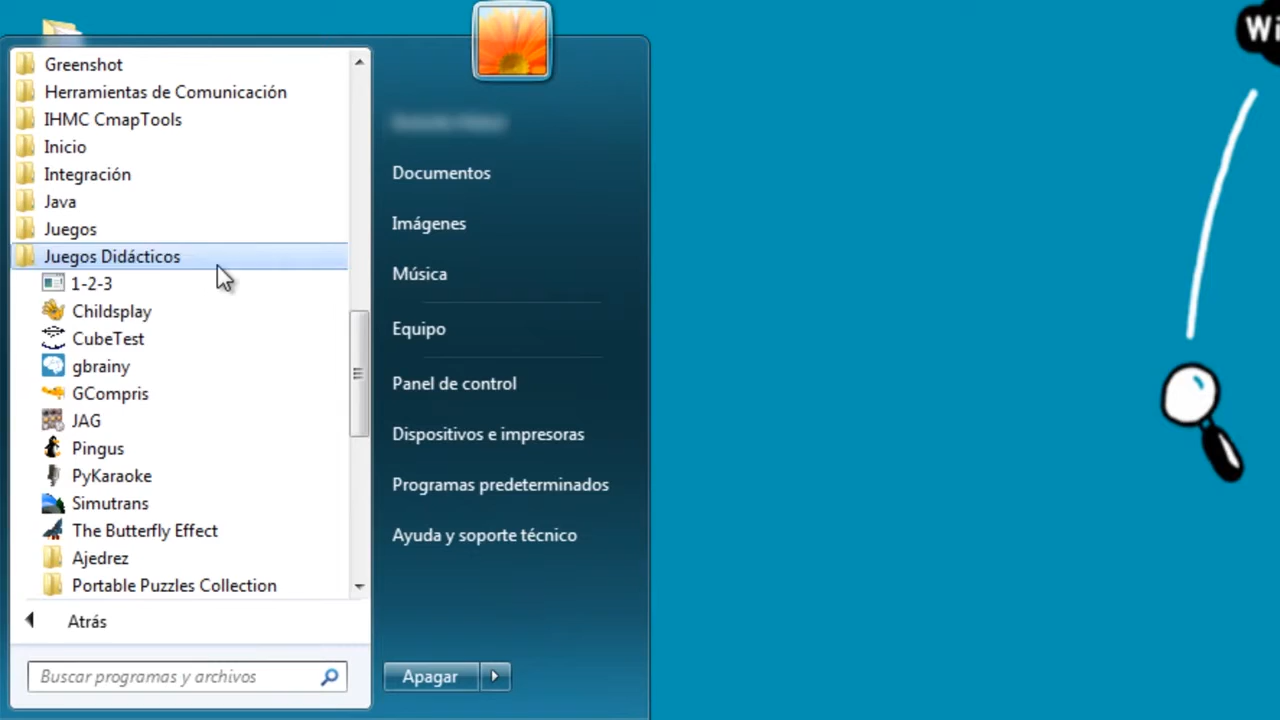 Greenshot
Herramientas de Comunicación
IHMC CmapTools
Inicio
Integración
Java
Juegos
Juegos Didácticos
1-2-3
Childsplay
CubeTest
gbrainy
GCompris
JAG
Pingus
PyKaraoke
Simutrans
The Butterfly Effect
Ajedrez
Portable Puzzles Collection
Atrás
Buscar programas y archivos
Documentos
Imágenes
Música
Equipo
Panel de control
Dispositivos e impresoras
Programas predeterminados
Ayuda y soporte técnico
Apagar
Wi